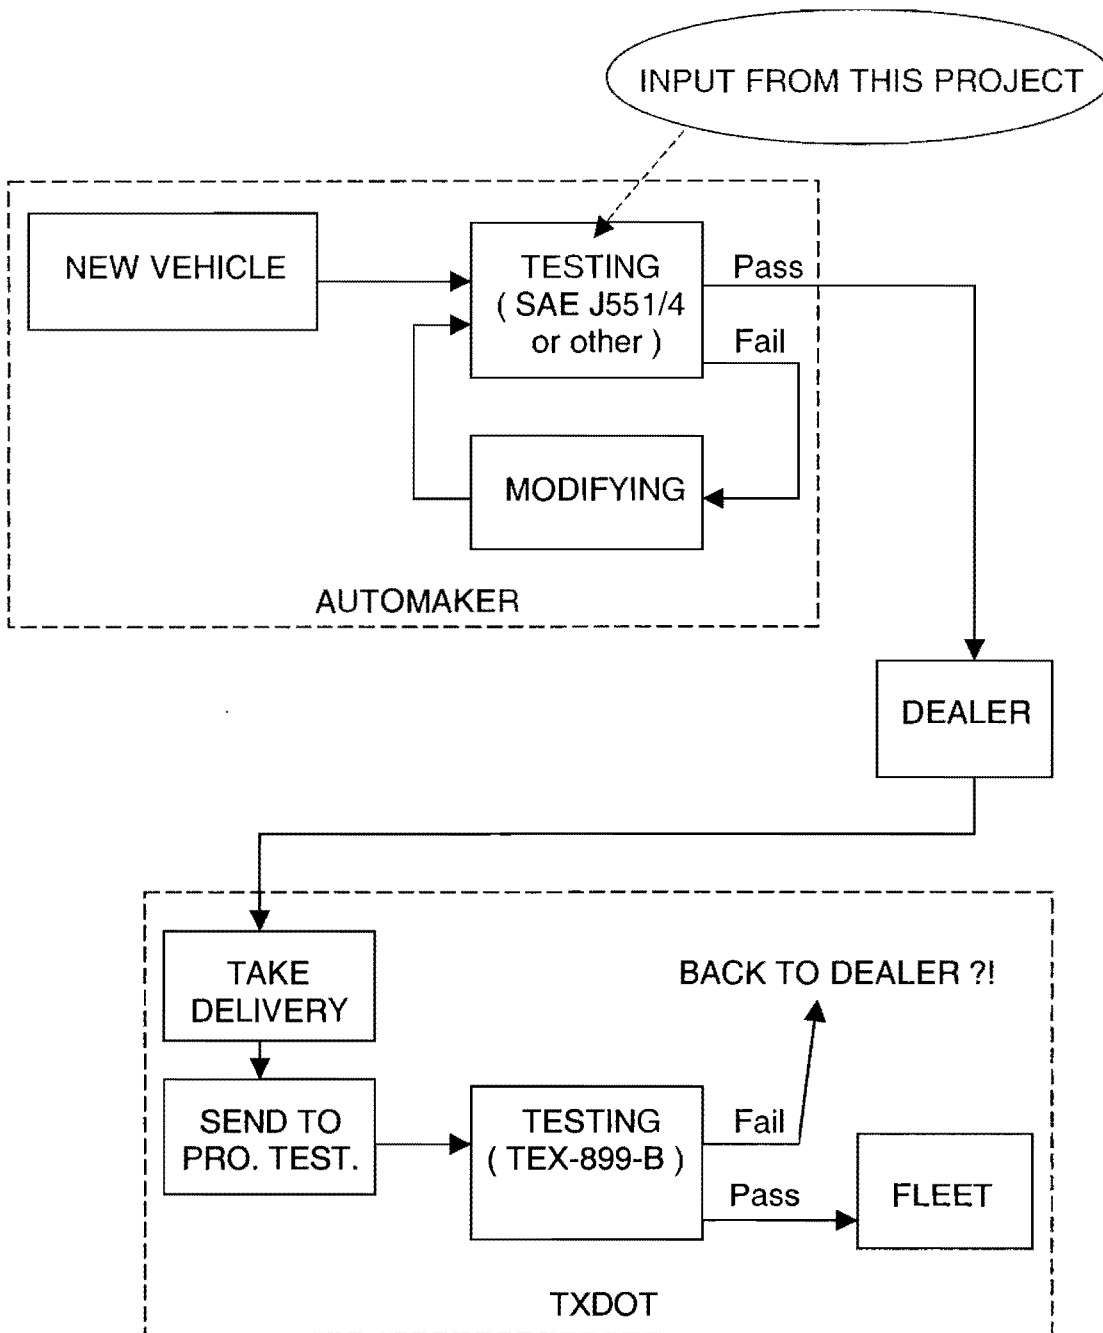 INPUT FROM THIS PROJECT
NEW VEHICLE
TESTING
( SAE J551/4
or other )
Pass
Fail
MODIFYING
AUTOMAKER
DEALER
TAKE
DELIVERY
BACK TO DEALER ?!
SEND TO
PRO. TEST.
TESTING
( TEX-899-B )
Fail
Pass
FLEET
TXDOT